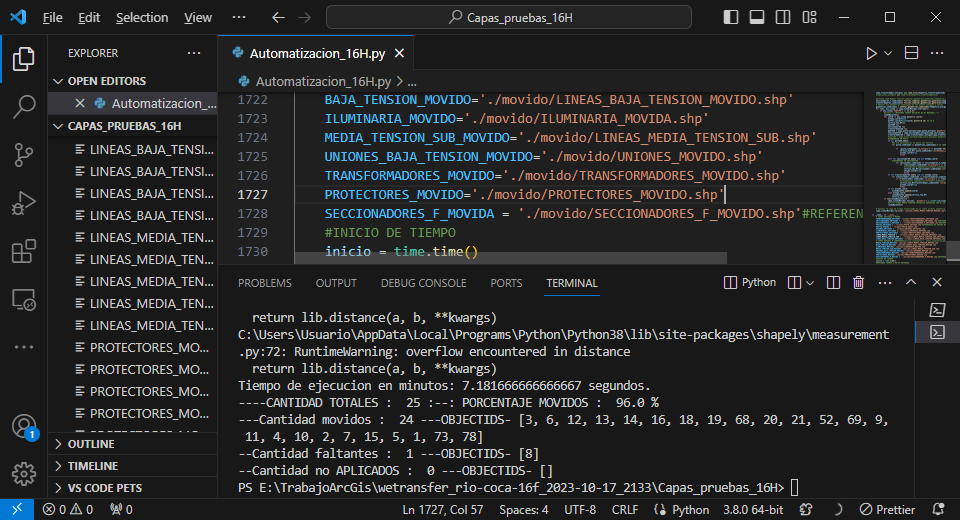 File Edit Selection View ··· Capas_pruebas_16H
EXPLORER
OPEN EDITORS
Automatizacion_...
CAPAS_PRUEBAS_16H
LINEAS_BAJA_TENSI...
LINEAS_BAJA_TENSI...
LINEAS_BAJA_TENSI...
LINEAS_BAJA_TENSI...
LINEAS_MEDIA_TEN...
LINEAS_MEDIA_TEN...
LINEAS_MEDIA_TEN...
LINEAS_MEDIA_TEN...
LINEAS_MEDIA_TEN...
PROTECTORES_MO...
PROTECTORES_MO...
PROTECTORES_MO...
PROTECTORES_MO...
OUTLINE
TIMELINE
VS CODE PETS
1
Automatizacion_16H.py
Automatizacion_16H.py > ...
1722 BAJA_TENSION_MOVIDO='./movido/LINEAS_BAJA_TENSION_MOVIDO.shp'
1723 ILUMINARIA_MOVIDO='./movido/ILUMINARIA_MOVIDA.shp'
1724 MEDIA_TENSION_SUB_MOVIDO='./movido/LINEAS_MEDIA_TENSION_SUB.shp'
1725 UNIONES_BAJA_TENSION_MOVIDO='./movido/UNIONES_MOVIDO.shp'
1726 TRANSFORMADORES_MOVIDO='./movido/TRANSFORMADORES_MOVIDO.shp'
1727 PROTECTORES_MOVIDO='./movido/PROTECTORES_MOVIDO.shp'
1728 SECCIONADORES_F_MOVIDA = './movido/SECCIONADORES_F_MOVIDO.shp'#REFEREN
1729 #INICIO DE TIEMPO
1730 inicio = time.time()
PROBLEMS OUTPUT DEBUG CONSOLE PORTS TERMINAL Python
return lib.distance(a, b, **kwargs)
C:\Users\Usuario\AppData\Local\Programs\Python\Python38\lib\site-packages\shapely\measurement
.py:72: RuntimeWarning: overflow encountered in distance
return lib.distance(a, b, **kwargs)
Tiempo de ejecucion en minutos: 7.181666666666667 segundos.
----CANTIDAD TOTALES :  25 :--: PORCENTAJE MOVIDOS :  96.0 %
---Cantidad movidos :  24 ---OBJECTIDS- [3, 6, 12, 13, 14, 16, 18, 19, 68, 20, 21, 52, 69, 9,
11, 4, 10, 2, 7, 15, 5, 1, 73, 78]
--Cantidad faltantes :  1 ---OBJECTIDS- [8]
--Cantidad no APLICADOS :  0 ---OBJECTIDS- []
PS E:\TrabajoArcGis\wetransfer_rio-coca-16f_2023-10-17_2133\Capas_pruebas_16H>
0 0 0 Ln 1727, Col 57 Spaces: 4 UTF-8 CRLF Python 3.8.0 64-bit Prettier